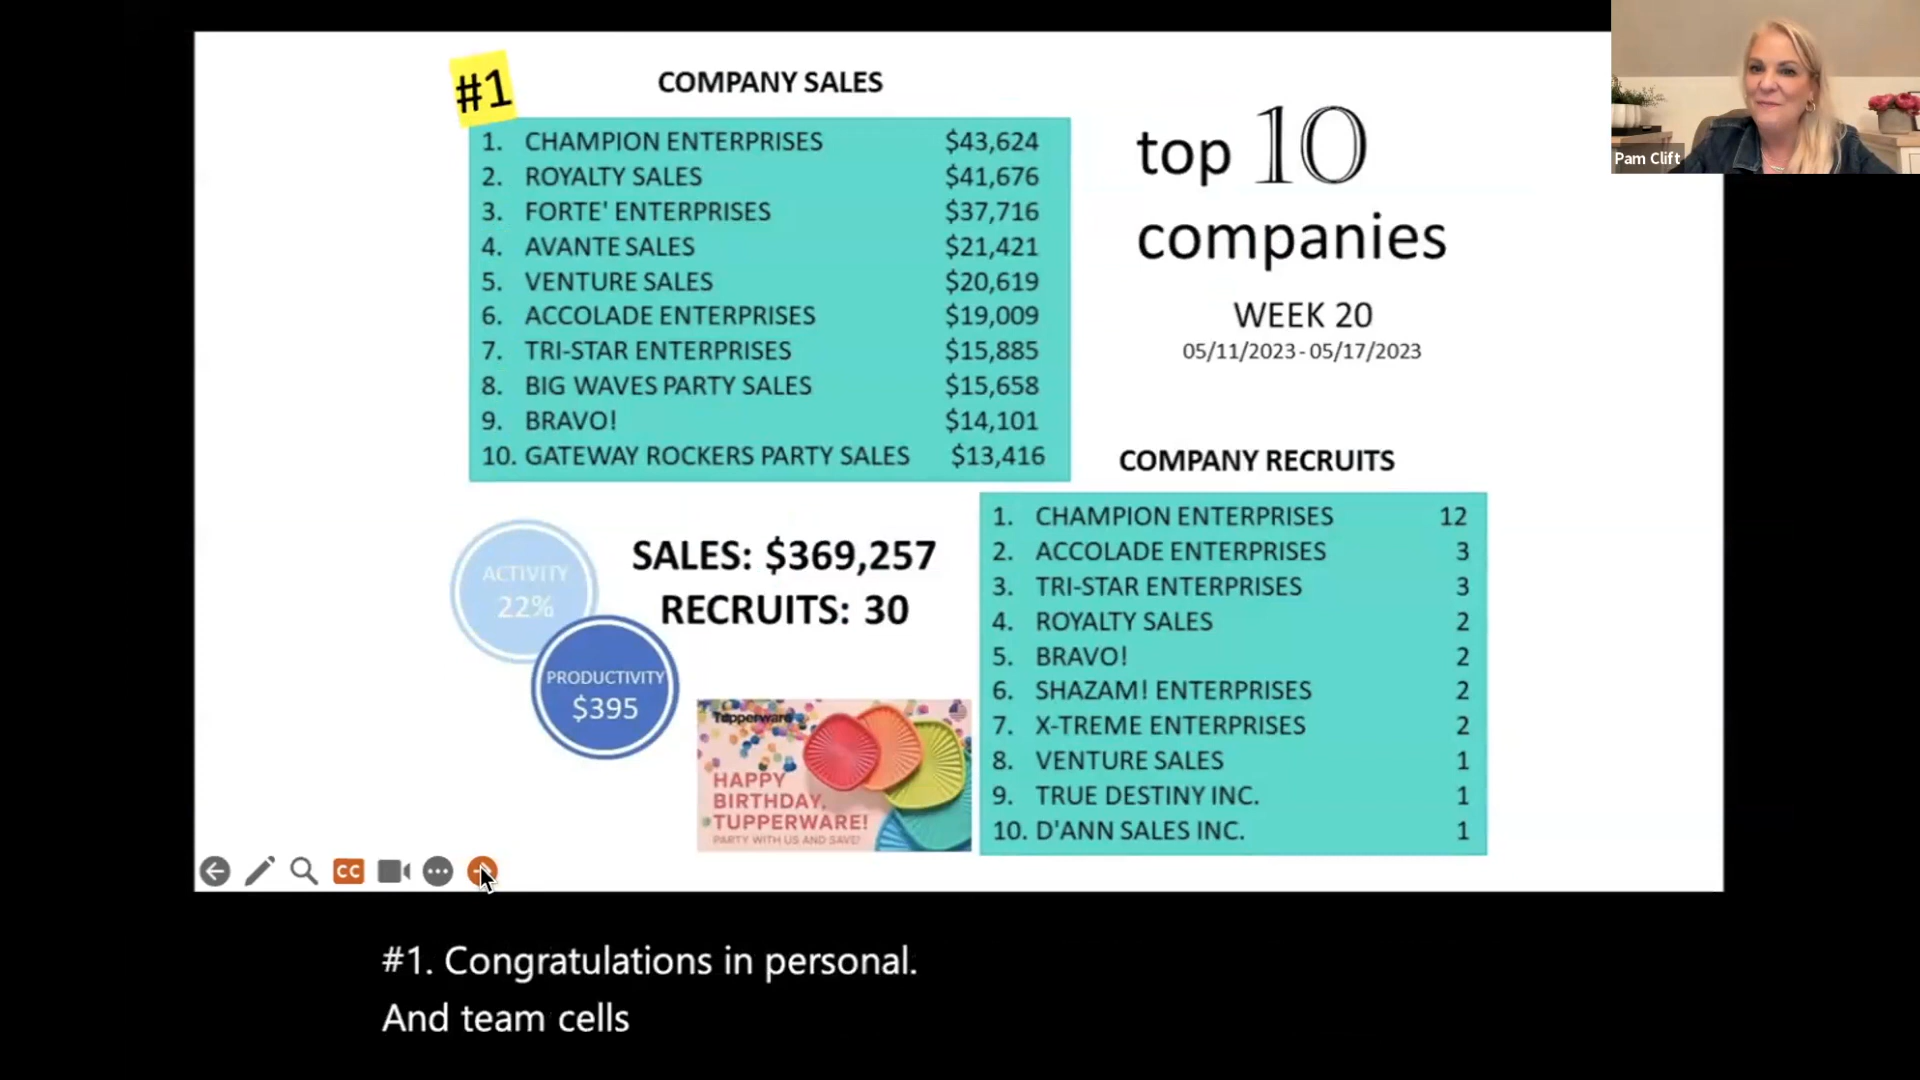 #1
COMPANY SALES
1. CHAMPION ENTERPRISES $43,624
2. ROYALTY SALES $41,676
3. FORTE' ENTERPRISES $37,716
4. AVANTE SALES $21,421
5. VENTURE SALES $20,619
6. ACCOLADE ENTERPRISES $19,009
7. TRI-STAR ENTERPRISES $15,885
8. BIG WAVES PARTY SALES $15,658
9. BRAVO! $14,101
10. GATEWAY ROCKERS PARTY SALES $13,416
top 10
companies
WEEK 20
05/11/2023 - 05/17/2023
Pam Clift
ACTIVITY
22%
PRODUCTIVITY
$395
SALES: $369,257
RECRUITS: 30
Tupperware
HAPPY
BIRTHDAY,
TUPPERWARE!
PARTY WITH US AND SAVE!
COMPANY RECRUITS
1. CHAMPION ENTERPRISES 12
2. ACCOLADE ENTERPRISES 3
3. TRI-STAR ENTERPRISES 3
4. ROYALTY SALES 2
5. BRAVO! 2
6. SHAZAM! ENTERPRISES 2
7. X-TREME ENTERPRISES 2
8. VENTURE SALES 1
9. TRUE DESTINY INC. 1
10. D'ANN SALES INC. 1
CC
#1. Congratulations in personal.
And team cells